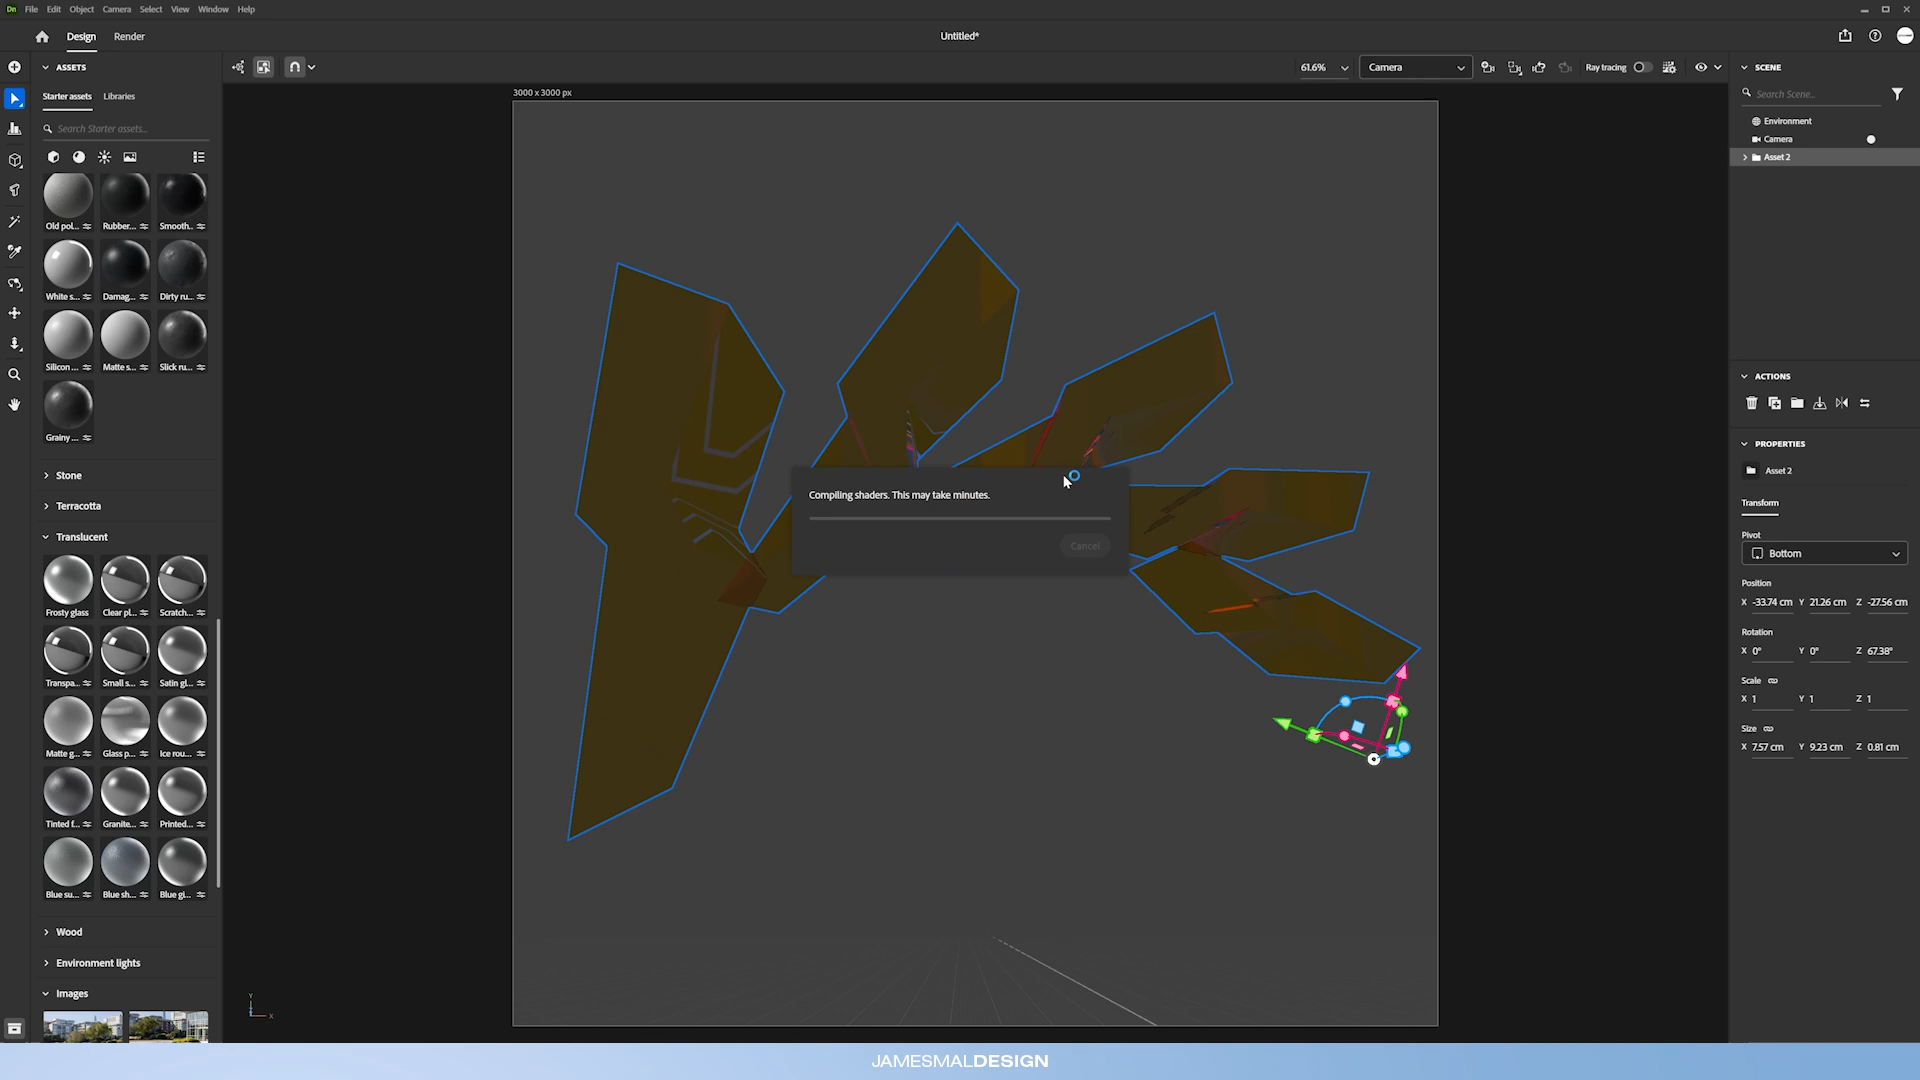 Dn File Edit Object Camera Select View Window Help
Design Render
Untitled*
ASSETS
Starter assets Libraries
Search Starter assets...
Old pol... Rubber... Smooth..
White s... Damag... Dirty ru...
Silicon ... Matte s... Slick ru...
Grainy ...
Stone
Terracotta
Translucent
Frosty glass Clear pl... Scratch...
Transpa... Small s... Satin gl...
Matte g... Glass p... Ice rou...
Tinted f... Granite... Printed...
Blue su... Blue sh... Blue gl...
Wood
Environment lights
Images
61.6% Camera Ray tracing
3000 x 3000 px
Compiling shaders. This may take minutes.
Cancel
Y
X
SCENE
Search Scene...
Environment
Camera
Asset 2
ACTIONS
PROPERTIES
Asset 2
Transform
Pivot
Bottom
Position
X -33.74 cm Y 21.26 cm Z -27.56 cm
Rotation
X 0° Y 0° Z 67.38°
Scale
X 1 Y 1 Z 1
Size
X 7.57 cm Y 9.23 cm Z 0.81 cm
JAMESMALDESIGN